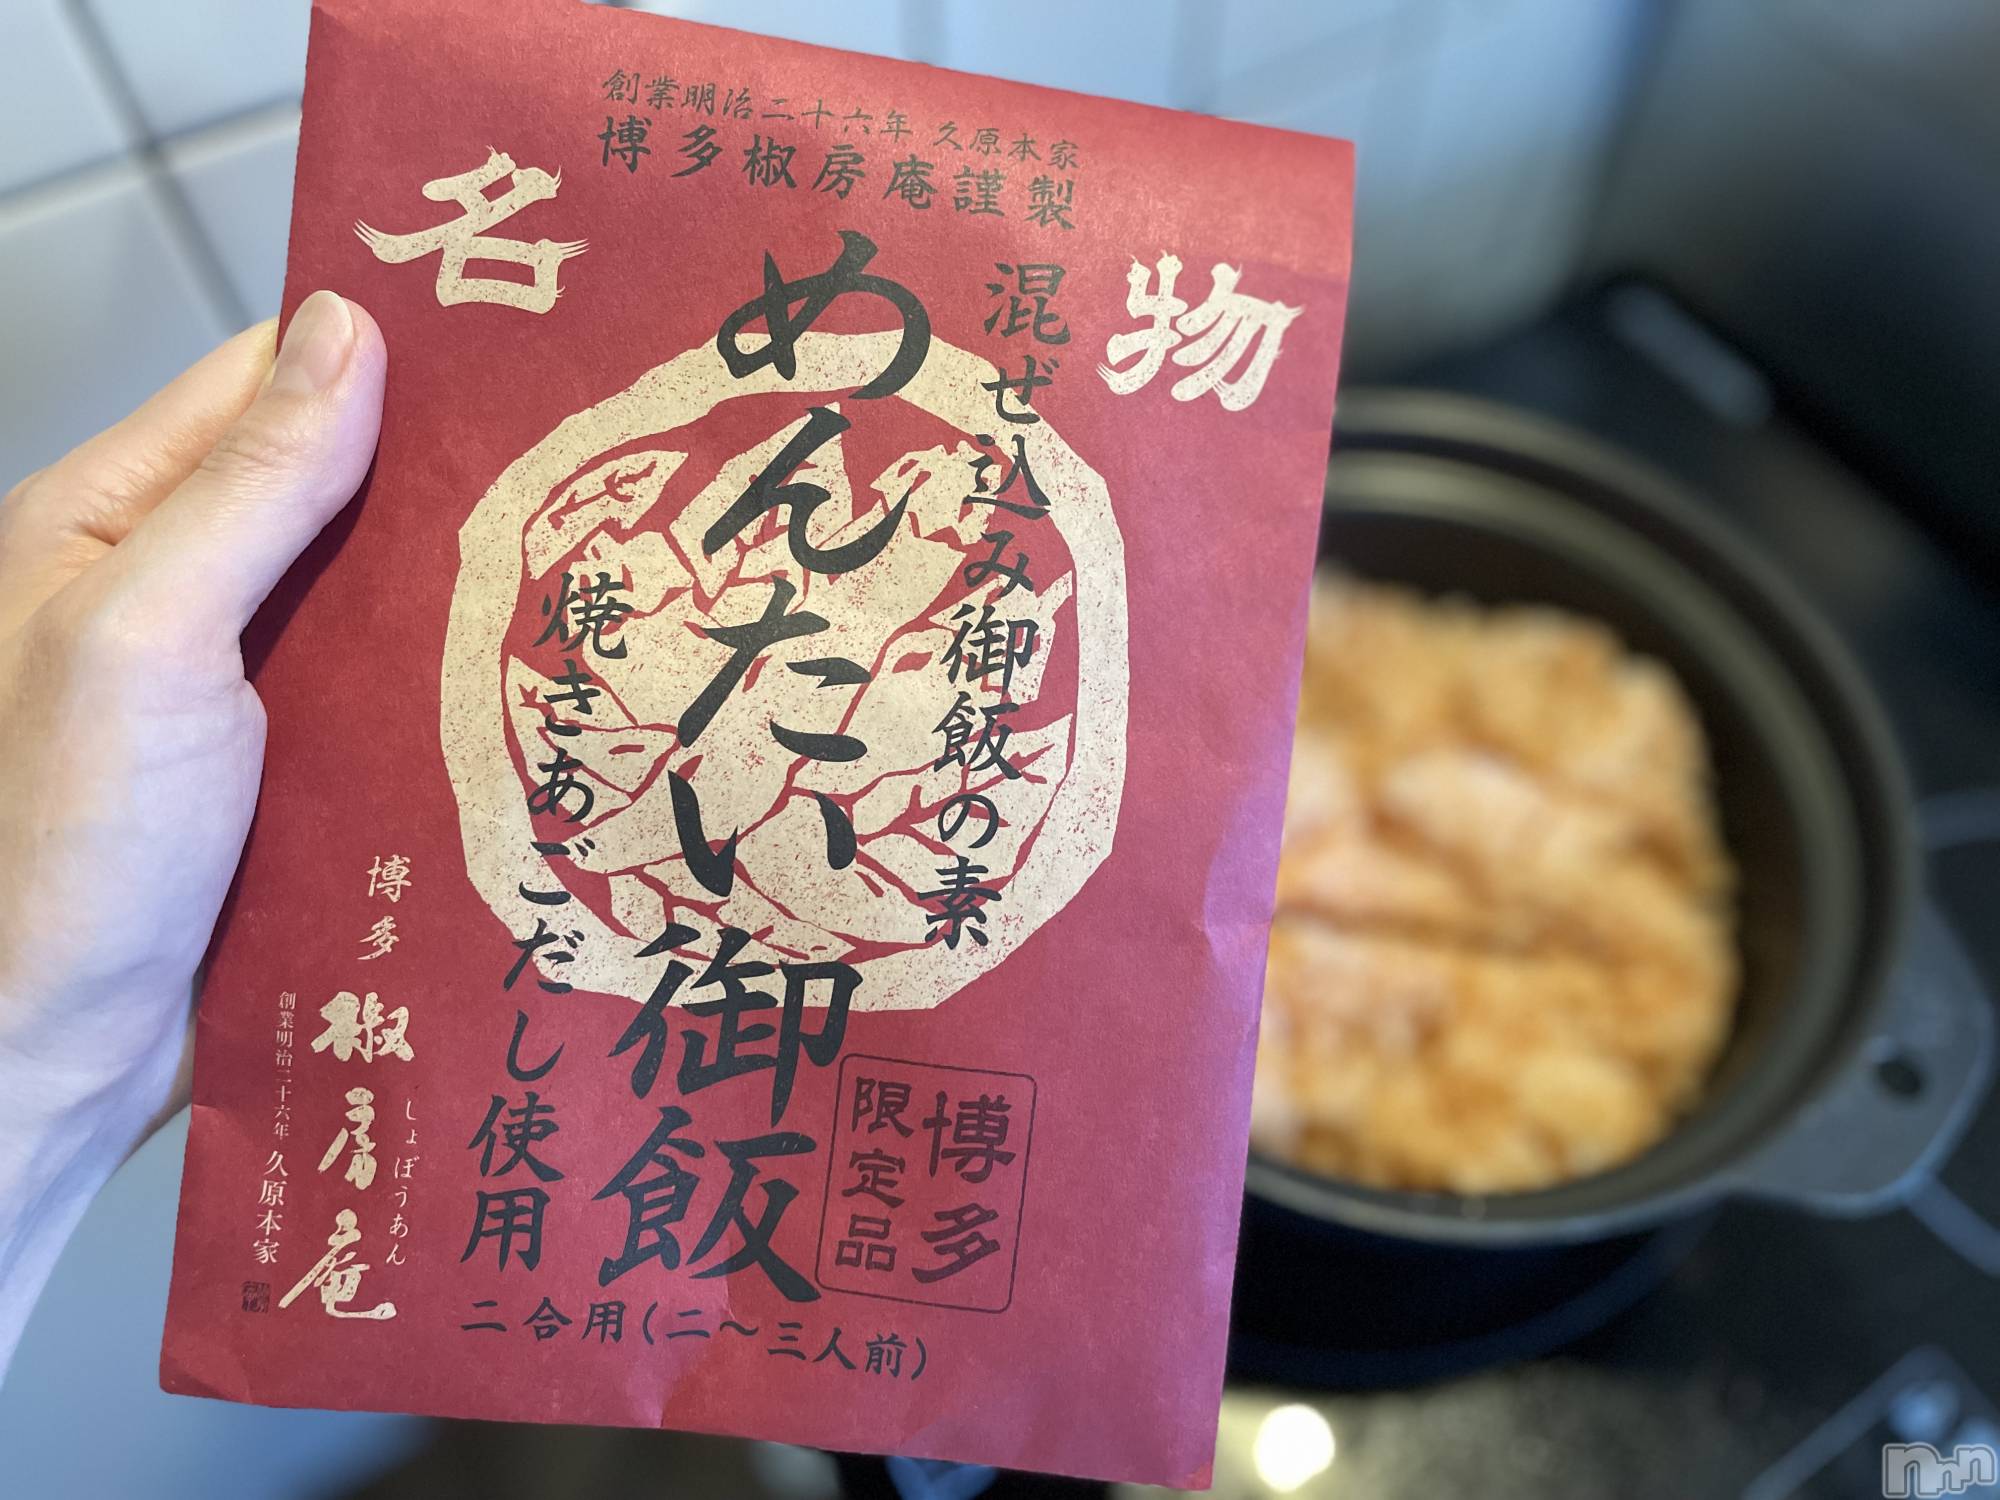 創業明治二十六年 久原本家
博多椒房庵謹製
名物
混ぜ込み御飯の素
めんたい御飯
焼きあごだし使用
博多
限定品
二合用(二〜三人前)
博多
椒房庵
しょぼうあん
創業明治二十六年 久原本家
nnn